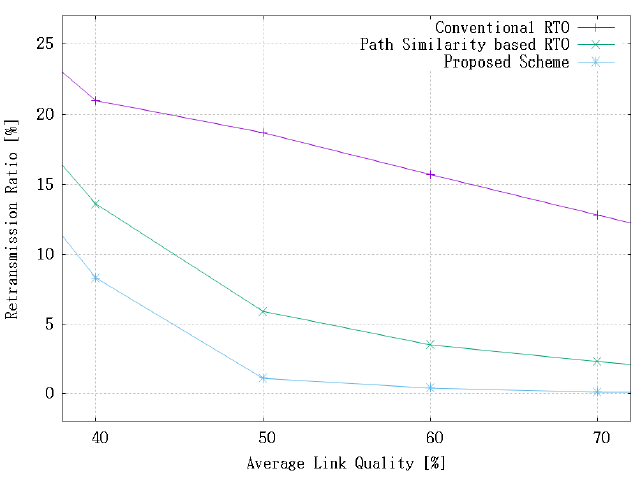 Conventional RTO
Path Similarity based RTO
Proposed Scheme
25
20
15
10
5
0
Retransmission Ratio [%]
40 50 60 70
Average Link Quality [%]